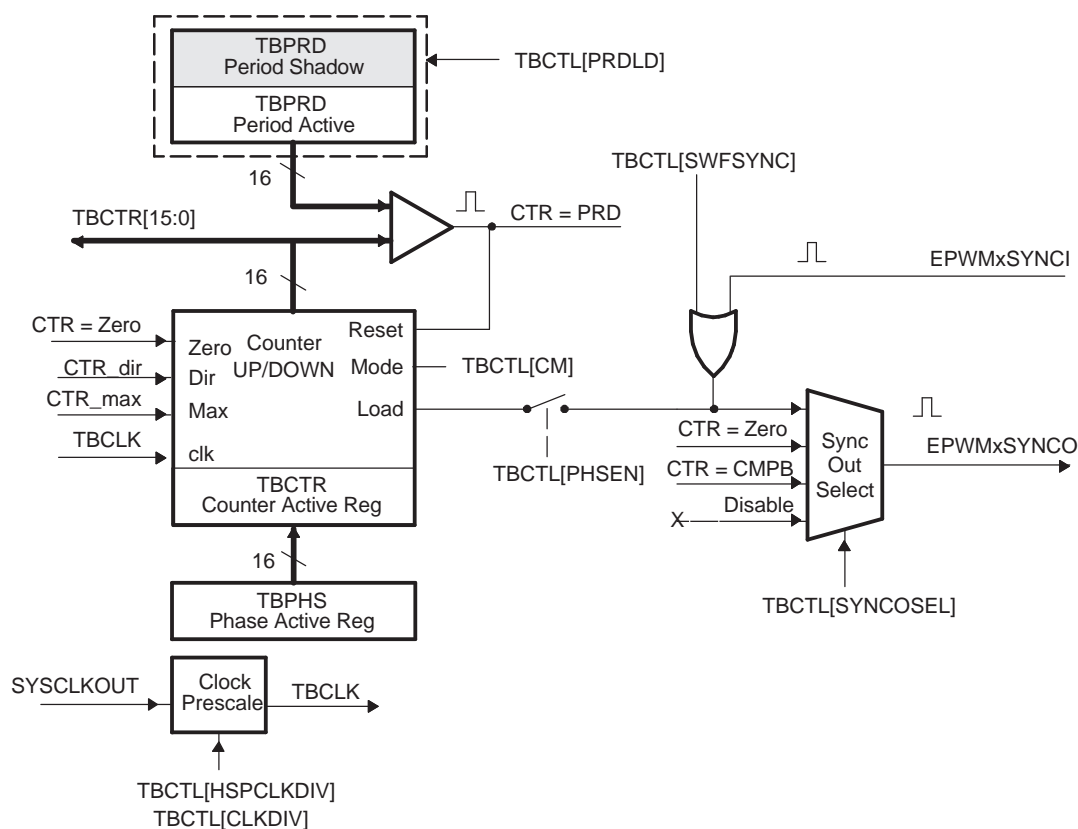 TBPRD
Period Shadow
TBCTL[PRDLD]
TBPRD
Period Active
16
TBCTL[SWFSYNC]
TBCTR[15:0]
CTR = PRD
16
EPWMxSYNCI
CTR = Zero
CTR_dir
CTR_max
TBCLK
Zero
Dir
Max
clk
Counter
UP/DOWN
Reset
Mode
Load
TBCTL[CM]
TBCTR
Counter Active Reg
TBCTL[PHSEN]
CTR = Zero
CTR = CMPB
Disable
X
Sync
Out
Select
EPWMxSYNCO
TBCTL[SYNCOSEL]
16
TBPHS
Phase Active Reg
SYSCLKOUT
Clock
Prescale
TBCLK
TBCTL[HSPCLKDIV]
TBCTL[CLKDIV]